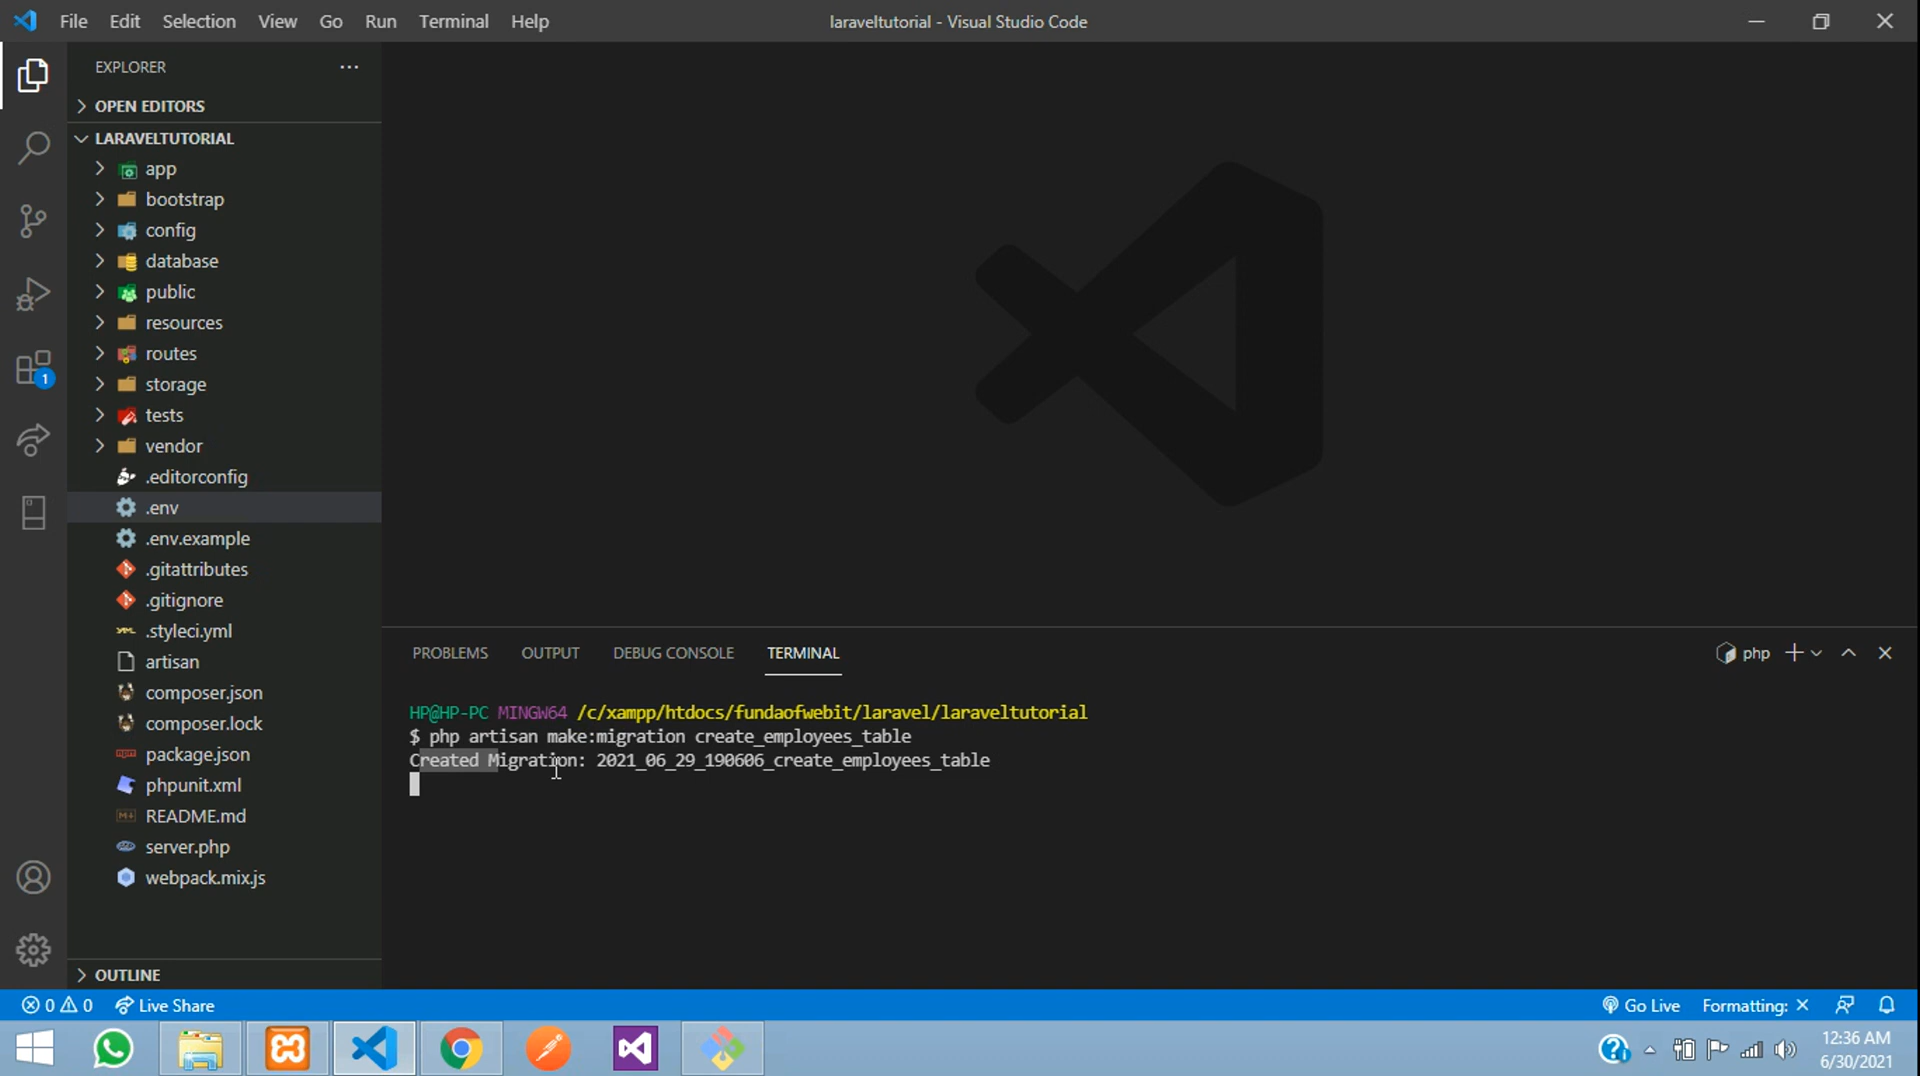 File Edit Selection View Go Run Terminal Help
laraveltutorial - Visual Studio Code
EXPLORER
OPEN EDITORS
LARAVELTUTORIAL
app
bootstrap
config
database
public
resources
routes
storage
tests
vendor
.editorconfig
.env
.env.example
.gitattributes
.gitignore
.styleci.yml
artisan
composer.json
composer.lock
package.json
phpunit.xml
README.md
server.php
webpack.mix.js
OUTLINE
1
PROBLEMS OUTPUT DEBUG CONSOLE TERMINAL
php
HP@HP-PC MINGW64 /c/xampp/htdocs/fundaofwebit/laravel/laraveltutorial
$ php artisan make:migration create_employees_table
Created Migration: 2021_06_29_190606_create_employees_table
0 0 Live Share
Go Live Formatting:
12:36 AM
6/30/2021